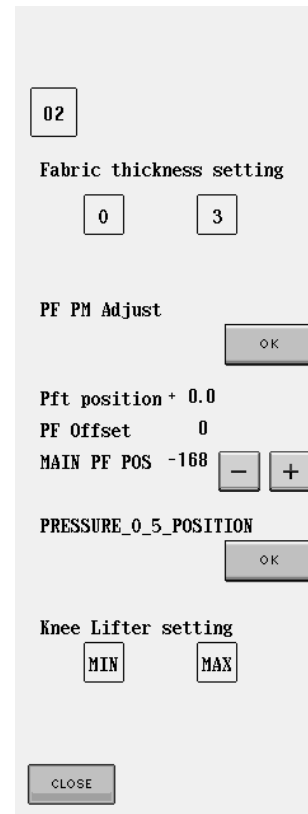 02
Fabric thickness setting
0 3
PF PM Adjust
OK
Pft position + 0.0
PF Offset 0
MAIN PF POS -168 - +
PRESSURE_0_5_POSITION
OK
Knee Lifter setting
MIN MAX
CLOSE